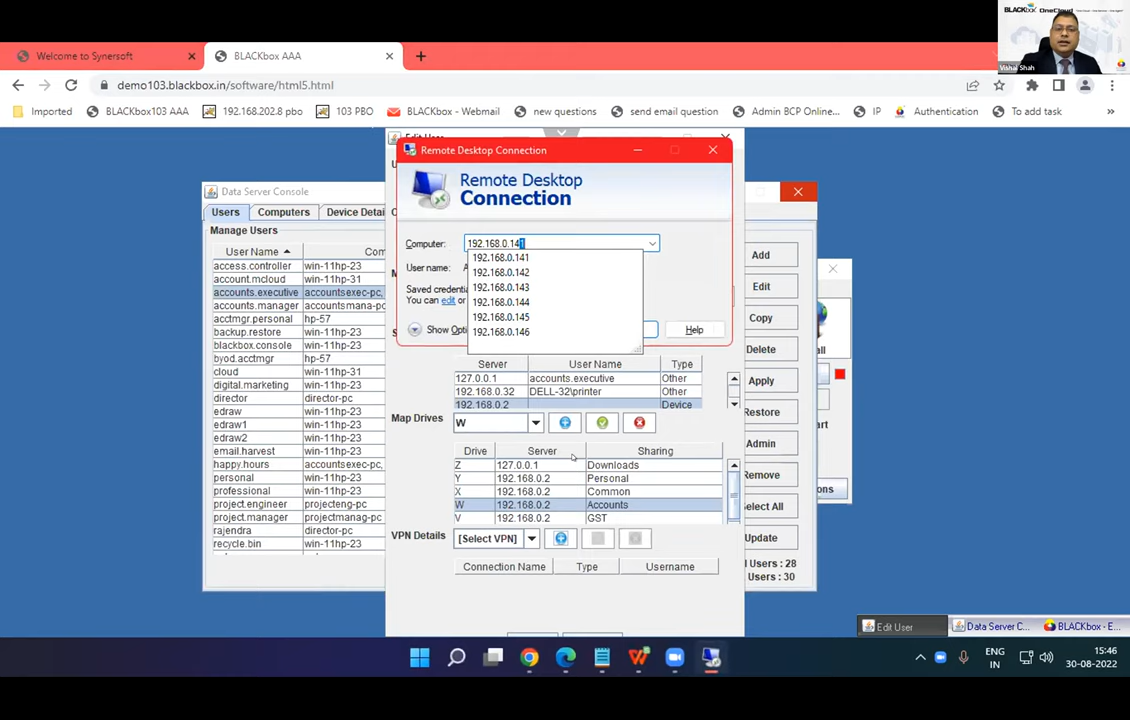 BLACKbox OneCloud
Vishal Shah
Welcome to Synersoft
BLACKbox AAA
demo103.blackbox.in/software/html5.html
Imported
BLACKbox103 AAA
192.168.202.8 pbo
103 PBO
BLACKbox - Webmail
new questions
send email question
Admin BCP Online...
IP
Authentication
To add task
»
Edit User
Remote Desktop Connection
Remote Desktop
Connection
Computer: 192.168.0.141
192.168.0.141
192.168.0.142
192.168.0.143
192.168.0.144
192.168.0.145
192.168.0.146
User name: A
Saved credentia
You can edit or
Show Opti
Help
Data Server Console
Users Computers Device Detai
Manage Users
User Name Com
access.controller win-11hp-23
account.mcloud win-11hp-31
accounts.executive accountsexec-pc,
accounts.manager accountsmana-pc
backup.account hp-57
backup.restore win-11hp-23
blackbox.console win-11hp-23
byod.acctmgr hp-57
cloud win-11hp-31
digital.marketing win-11hp-23
director director-pc
edraw win-11hp-23
edraw1 win-11hp-23
edraw2 win-11hp-23
email.harvest win-11hp-23
happy.hours accountsexec-pc,
personal win-11hp-23
professional win-11hp-23
project.engineer projecteng-pc
project.manager projectmanag-pc
rajendra director-pc
recycle.bin win-11hp-23
Server User Name Type
127.0.0.1 accounts.executive Other
192.168.0.32 DELL-32\printer Other
192.168.0.2 Device
Map Drives W
Drive Server Sharing
Z 127.0.0.1 Downloads
Y 192.168.0.2 Personal
X 192.168.0.2 Common
W 192.168.0.2 Accounts
V 192.168.0.2 GST
VPN Details [Select VPN]
Connection Name Type Username
Add
Edit
Copy
Delete
Apply
Restore
Admin
Remove
Select All
Update
l Users : 28
Users : 30
all
art
ons
Edit User
Data Server C...
BLACKbox - E...
ENG
IN
15:46
30-08-2022